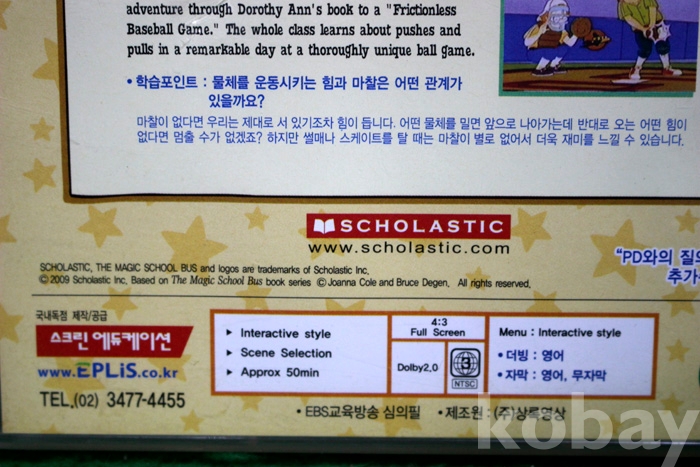 adventure through Dorothy Ann's book to a "Frictionless
Baseball Game." The whole class learns about pushes and
pulls in a remarkable day at a thoroughly unique ball game.
• 학습포인트 : 물체를 운동시키는 힘과 마찰은 어떤 관계가
있을까요?
마찰이 없다면 우리는 제대로 서 있기조차 힘이 듭니다. 어떤 물체를 밀면 앞으로 나아가는데 반대로 오는 어떤 힘이
없다면 멈출 수가 없겠죠? 하지만 썰매나 스케이트를 탈 때는 마찰이 별로 없어서 더욱 재미를 느낄 수 있습니다.
SCHOLASTIC
www.scholastic.com
"PD와의 질의
추가
SCHOLASTIC, THE MAGIC SCHOOL BUS and logos are trademarks of Scholastic Inc.
© 2009 Scholastic Inc. Based on The Magic School Bus book series © Joanna Cole and Bruce Degen. All rights reserved.
국내독점 제작/공급
스크린 에듀케이션
www.EPLiS.co.kr
TEL,(02) 3477-4455
▶ Interactive style
▶ Scene Selection
▶ Approx 50min
4:3
Full Screen
Dolby2.0
3
NTSC
Menu : Interactive style
• 더빙 : 영어
• 자막 : 영어, 무자막
• EBS교육방송 심의필 • 제조원 : (주)상록영상
kobay